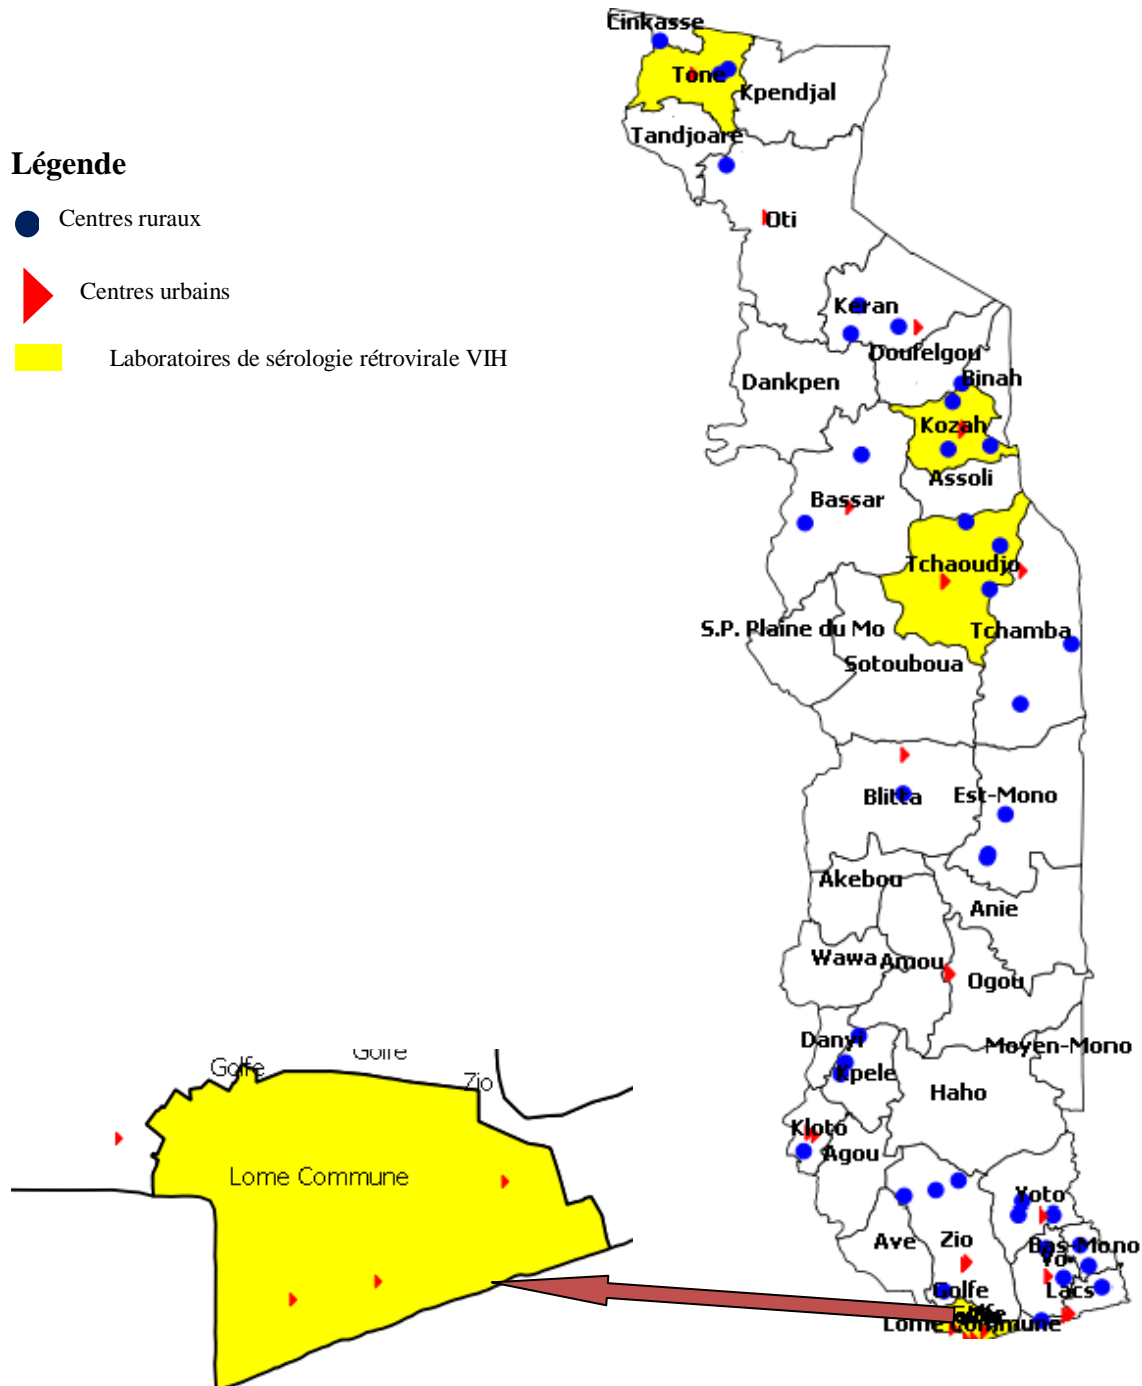 Légende
Centres ruraux
Centres urbains
Laboratoires de sérologie rétrovirale VIH
Cinkasse
Tone
Kpendjal
Tandjoare
Oti
Keran
Doufelgou
Binah
Dankpen
Kozah
Assoli
Bassar
Tchaoudjo
S.P. Plaine du Mo
Tchamba
Sotouboua
Blitta
Est-Mono
Akebou
Anie
Wawa
Amou
Ogou
Danyi
Moyen-Mono
Kpele
Haho
Kloto
Agou
Yoto
Ave
Zio
Bas-Mono
Vo
Lacs
Golfe
Golfe
Lome Commune
Golfe
Golfe
Zio
Lome Commune